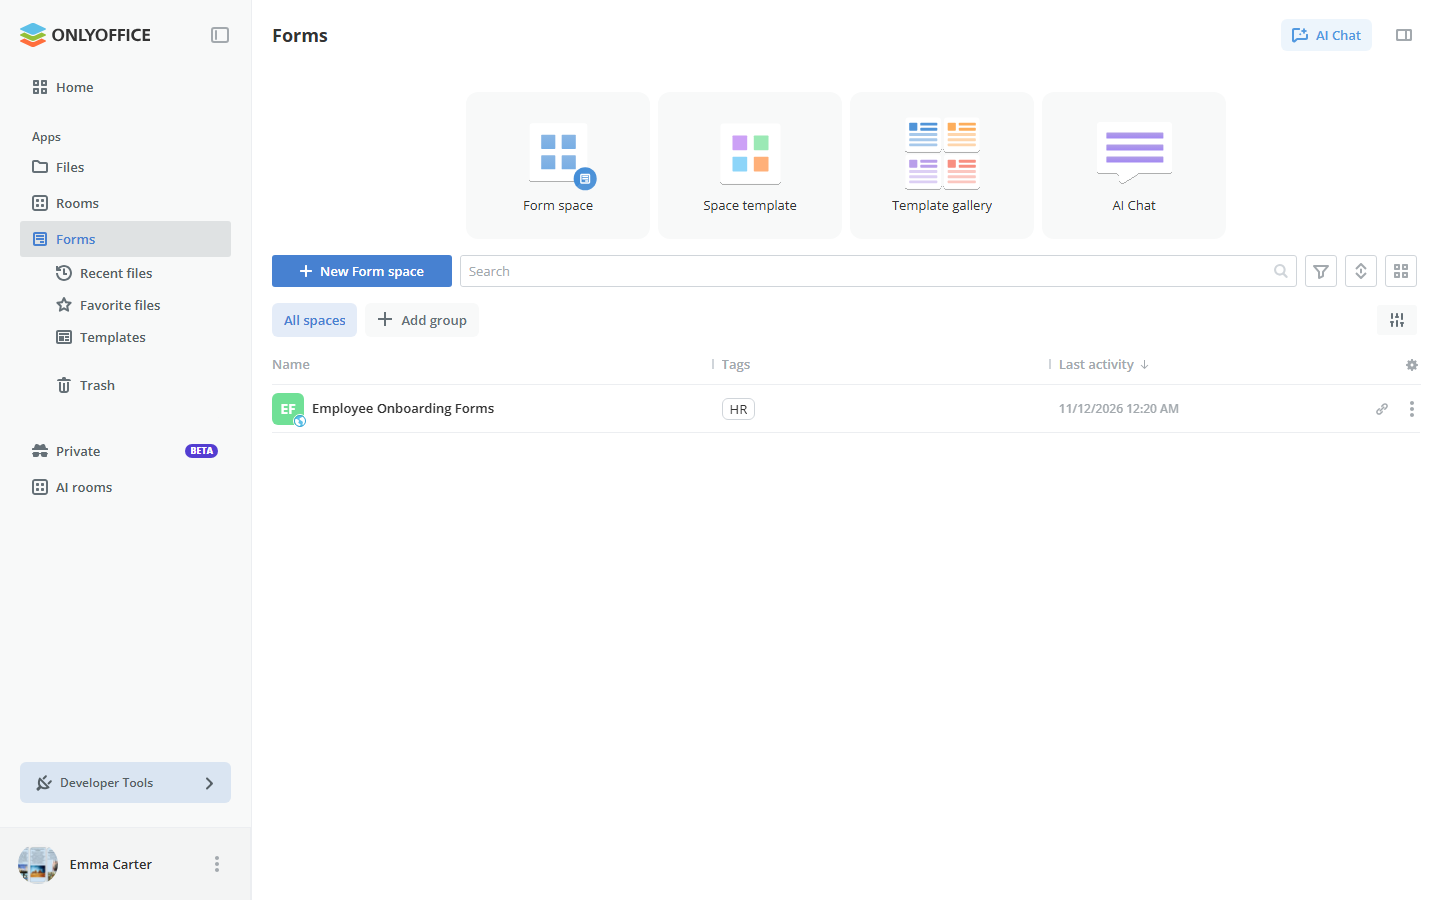 ONLYOFFICE
Forms
AI Chat
Home
Apps
Files
Rooms
Forms
Recent files
Favorite files
Templates
Trash
Private
BETA
AI rooms
Form space
Space template
Template gallery
AI Chat
New Form space
Search
All spaces
Add group
Name
Tags
Last activity
EF
Employee Onboarding Forms
HR
11/12/2026 12:20 AM
Developer Tools
Emma Carter